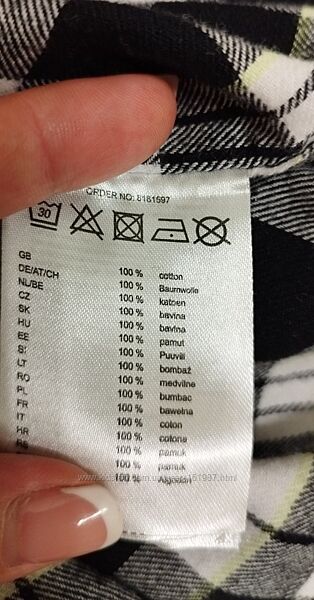 ORDER NO: 8181597
30
GB 100 % cotton
DE/AT/CH 100 % Baumwolle
NL/BE 100 % katoen
CZ 100 % bavlna
SK 100 % bavlna
HU 100 % pamut
EE 100 % Puuvill
SI 100 % bombaž
LT 100 % medvilnė
RO 100 % bumbac
PL 100 % bawełna
FR 100 % coton
IT 100 % cotone
HR 100 % pamuk
100 % pamuk
100 % Algodón